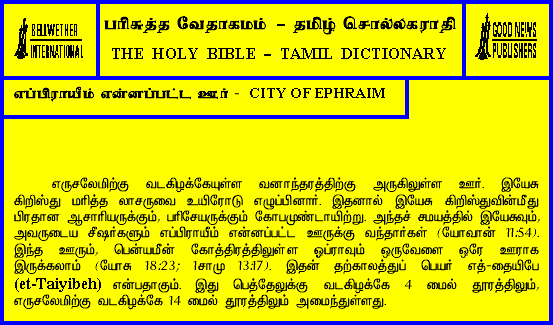 BELLWETHER
INTERNATIONAL
பரிசுத்த வேதாகமம் – தமிழ் சொல்லகராதி
THE HOLY BIBLE – TAMIL DICTIONARY
GOOD NEWS
PUBLISHERS
எப்பிராயீம் என்னப்பட்ட ஊர் - CITY OF EPHRAIM
எருசலேமிற்கு வடகிழக்கேயுள்ள வனாந்தரத்திற்கு அருகிலுள்ள ஊர். இயேசு
கிறிஸ்து மரித்த லாசருவை உயிரோடு எழுப்பினார். இதனால் இயேசு கிறிஸ்துவின்மீது
பிரதான ஆசாரியருக்கும், பரிசேயருக்கும் கோபமுண்டாயிற்று. அந்தச் சமயத்தில் இயேசுவும்,
அவருடைய சீஷர்களும் எப்பிராயீம் என்னப்பட்ட ஊருக்கு வந்தார்கள் (யோவான் 11:54).
இந்த ஊரும், பென்யமீன் கோத்திரத்திலுள்ள ஒப்ராவும் ஒருவேளை ஒரே ஊராக
இருக்கலாம் (யோசு 18:23; 1சாமு 13:17). இதன் தற்காலத்துப் பெயர் எத்-தையிபே
(et-Taiyibeh) என்பதாகும். இது பெத்தேலுக்கு வடகிழக்கே 4 மைல் தூரத்திலும்,
எருசலேமிற்கு வடகிழக்கே 14 மைல் தூரத்திலும் அமைந்துள்ளது.